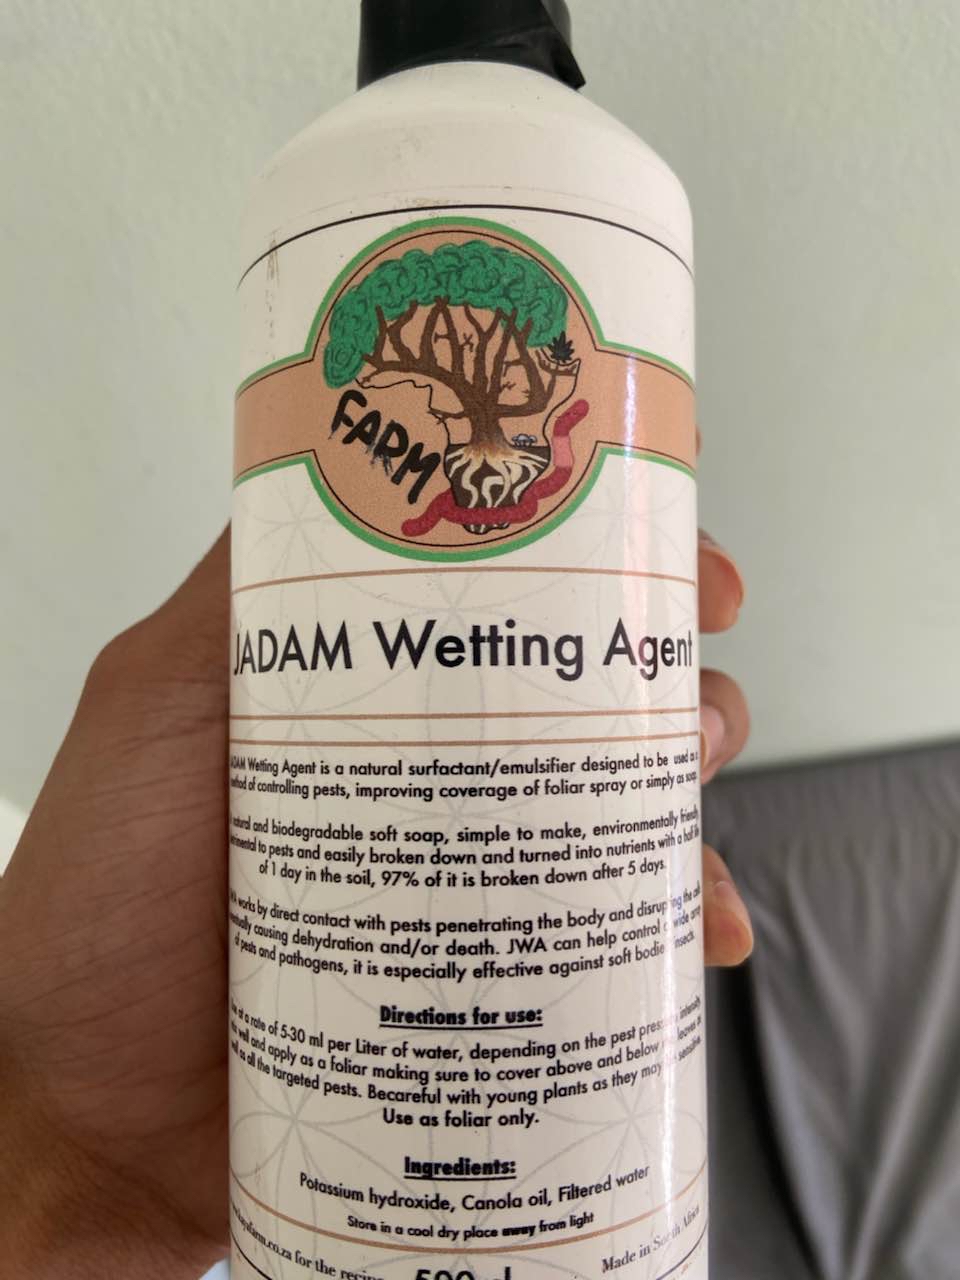 KAYA
FARM
JADAM Wetting Agent
Wetting Agent is a natural surfactant/emulsifier designed to be used as a
of controlling pests, improving coverage of foliar spray or simply as soap.
natural and biodegradable soft soap, simple to make, environmentally friendly
to pests and easily broken down and turned into nutrients with a half life
of 1 day in the soil, 97% of it is broken down after 5 days.
works by direct contact with pests penetrating the body and the
causing dehydration and/or death. JWA can help control wide
of pests and pathogens, it is especially effective against soft insects.
Directions for use:
at a rate of 5-30 ml per Liter of water, depending on the pest intensity
well and apply as a foliar making sure to cover above and below leaves as
well as all the targeted pests. Becareful with young plants as they may sensitive.
Use as foliar only.
Ingredients:
Potassium hydroxide, Canola oil, Filtered water
Store in a cool dry place away from light
for the Made in South Africa
500 ml